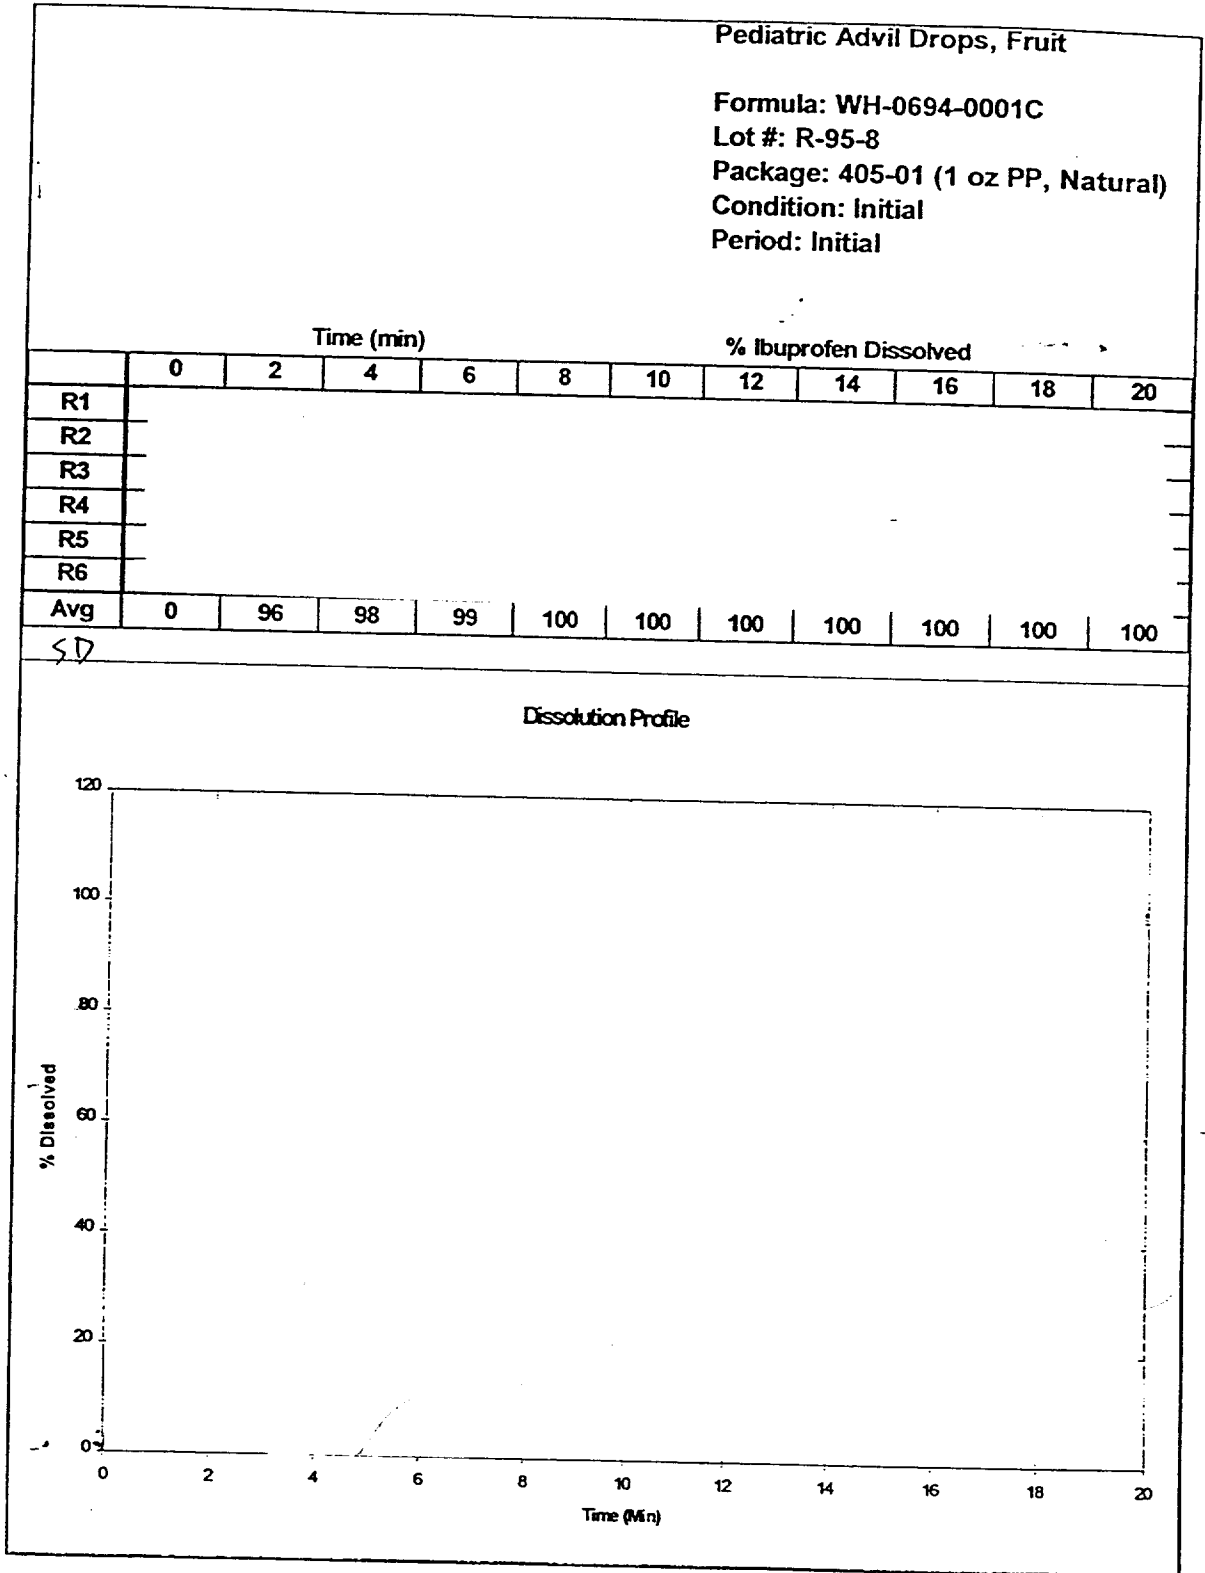 Pediatric Advil Drops, Fruit
Formula: WH-0694-0001C
Lot #: R-95-8
Package: 405-01 (1 oz PP, Natural)
Condition: Initial
Period: Initial
Time (min) % Ibuprofen Dissolved
0 2 4 6 8 10 12 14 16 18 20
R1
R2
R3
R4
R5
R6
Avg 0 96 98 99 100 100 100 100 100 100 100
SD
Dissolution Profile
120
100
80
60
40
20
0
% Dissolved
0 2 4 6 8 10 12 14 16 18 20
Time (Min)